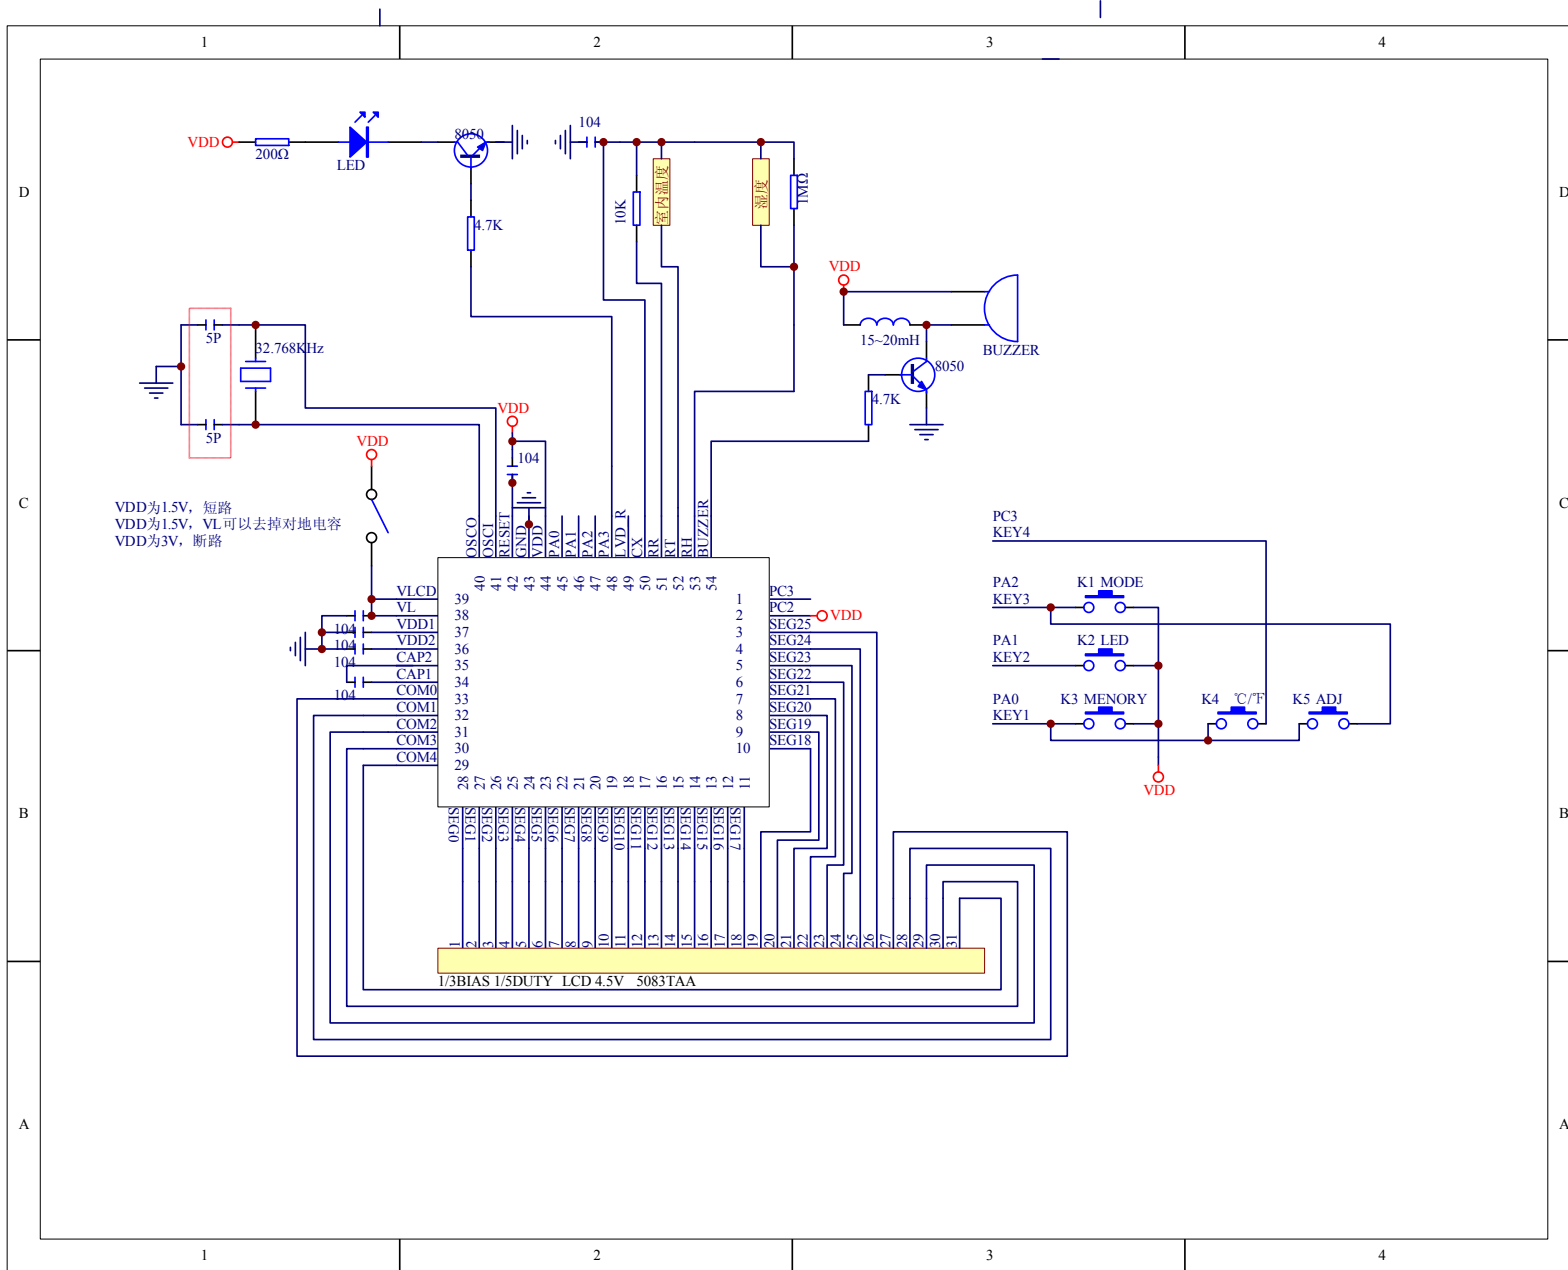 1 2 3 4
D D
VDD 200Ω LED 8050 104
4.7K 10K 室内温度 湿度 1MΩ
VDD
15~20mH BUZZER
8050
4.7K
5P
32.768KHz
5P
VDD
104
VDD
C C
VDD为1.5V，短路
VDD为1.5V，VL可以去掉对地电容
VDD为3V，断路
OSCO OSCI RESET GND VDD PA0 PA1 PA2 PA3 LVD_R CX RR RT RH BUZZER
40 41 42 43 44 45 46 47 48 49 50 51 52 53 54
VLCD 39
VL 38
104
VDD1 37
104
VDD2 36
104
CAP2 35
CAP1 34
104
COM0 33
COM1 32
COM2 31
COM3 30
COM4 29
1 PC3
2 PC2 VDD
3 SEG25
4 SEG24
5 SEG23
6 SEG22
7 SEG21
8 SEG20
9 SEG19
10 SEG18
28 27 26 25 24 23 22 21 20 19 18 17 16 15 14 13 12 11
SEG0 SEG1 SEG2 SEG3 SEG4 SEG5 SEG6 SEG7 SEG8 SEG9 SEG10 SEG11 SEG12 SEG13 SEG14 SEG15 SEG16 SEG17
PC3
KEY4
PA2 K1 MODE
KEY3
PA1 K2 LED
KEY2
PA0 K3 MENORY K4 ℃/℉ K5 ADJ
KEY1
VDD
B B
1 2 3 4 5 6 7 8 9 10 11 12 13 14 15 16 17 18 19 20 21 22 23 24 25 26 27 28 29 30 31
1/3BIAS 1/5DUTY LCD 4.5V 5083TAA
A A
1 2 3 4